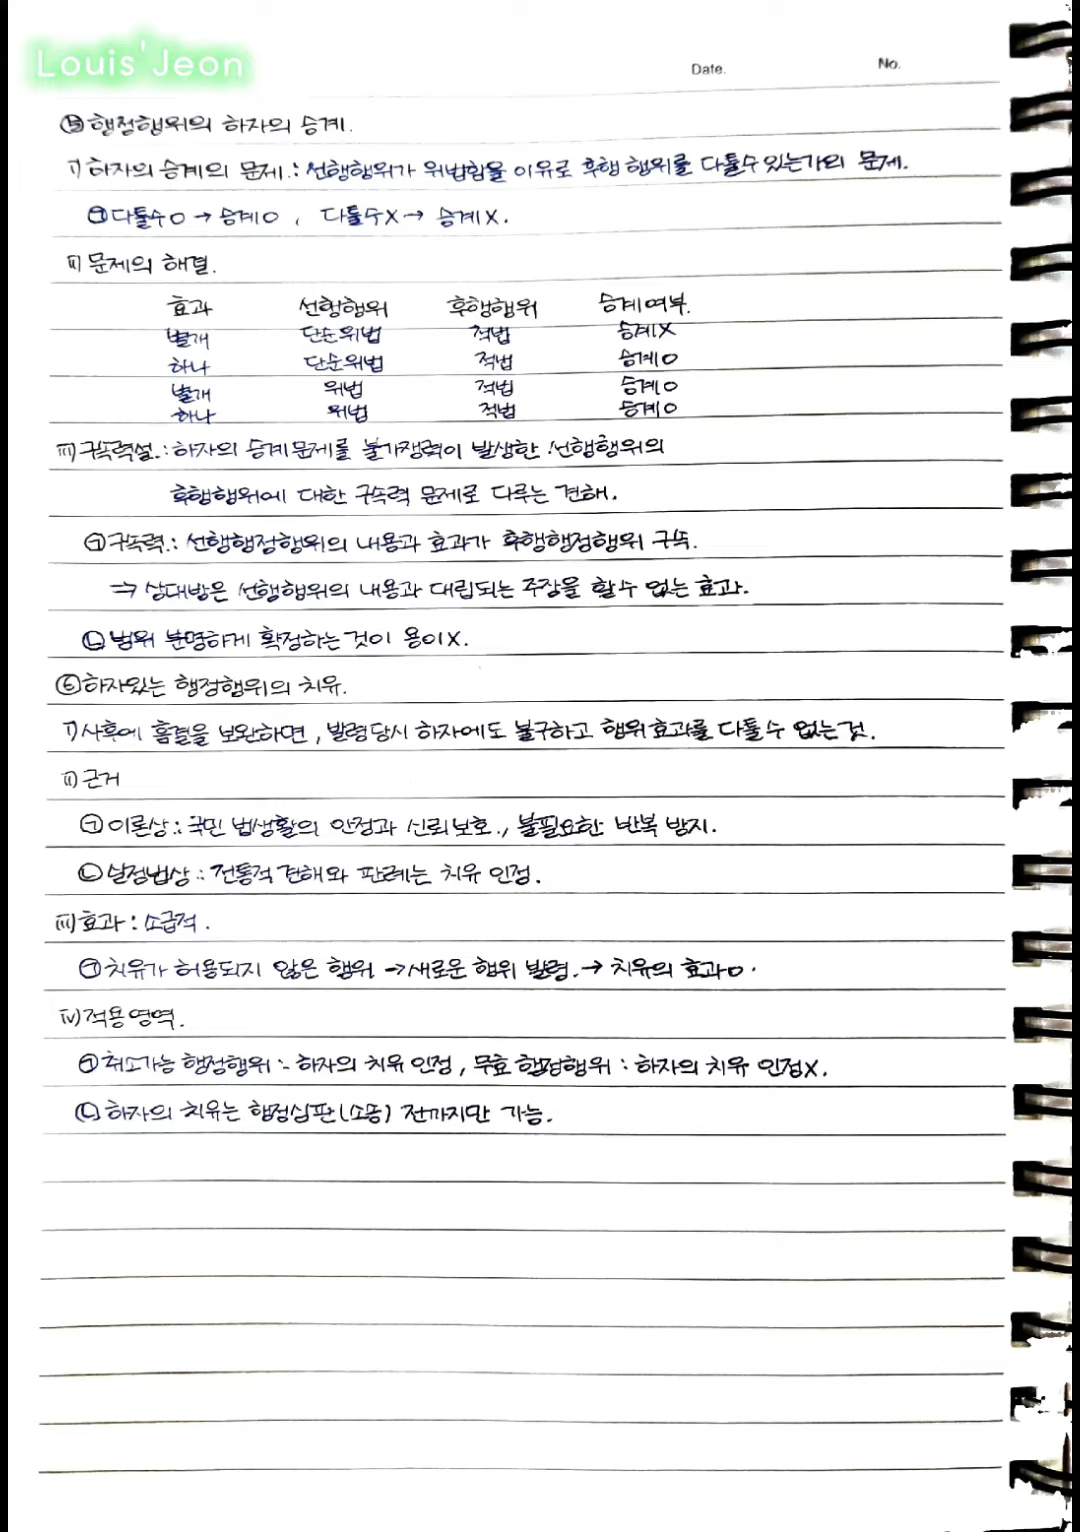 Louis'Jeon
Date.
No.
⑤ 행정행위의 하자의 승계.
ⅰ) 하자의 승계의 문제.: 선행행위가 위법함을 이유로 후행 행위를 다툴수있는가의 문제.
㉠ 다툴수O → 승계O, 다툴수X → 승계X.
ⅱ) 문제의 해결.
효과 선행행위 후행행위 승계여부.
별개 단순위법 적법 승계X
하나 단순위법 적법 승계O
별개 위법 적법 승계O
하나 위법 적법 승계O
ⅲ) 구속력설.: 하자의 승계문제를 불가쟁력이 발생한 선행행위의
후행행위에 대한 구속력 문제로 다루는 견해.
㉠ 구속력.: 선행행정행위의 내용과 효과가 후행행정행위 구속.
⇒ 상대방은 선행행위의 내용과 대립되는 주장을 할수 없는 효과.
㉡ 범위 분명하게 확정하는 것이 용이X.
⑥ 하자있는 행정행위의 치유.
ⅰ) 사후에 흠결을 보완하면, 발령당시 하자에도 불구하고 행위효과를 다툴수 없는것.
ⅱ) 근거
㉠ 이론상.: 국민 법생활의 안정과 신뢰보호., 불필요한 반복 방지.
㉡ 실정법상.: 전통적 견해와 판례는 치유 인정.
ⅲ) 효과: 소급적.
㉠ 치유가 허용되지 않은 행위 → 새로운 행위 발령. → 치유의 효과O.
ⅳ) 적용영역.
㉠ 취소가능 행정행위: 하자의 치유 인정, 무효 행정행위: 하자의 치유 인정X.
㉡ 하자의 치유는 행정심판(소송) 전까지만 가능.